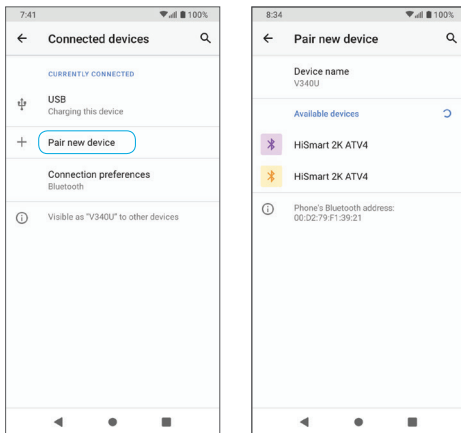 7:41
100%
Connected devices
CURRENTLY CONNECTED
USB
Charging this device
Pair new device
Connection preferences
Bluetooth
Visible as "V340U" to other devices
8:34
100%
Pair new device
Device name
V340U
Available devices
HiSmart 2K ATV4
HiSmart 2K ATV4
Phone's Bluetooth address:
00:D2:79:F1:39:21